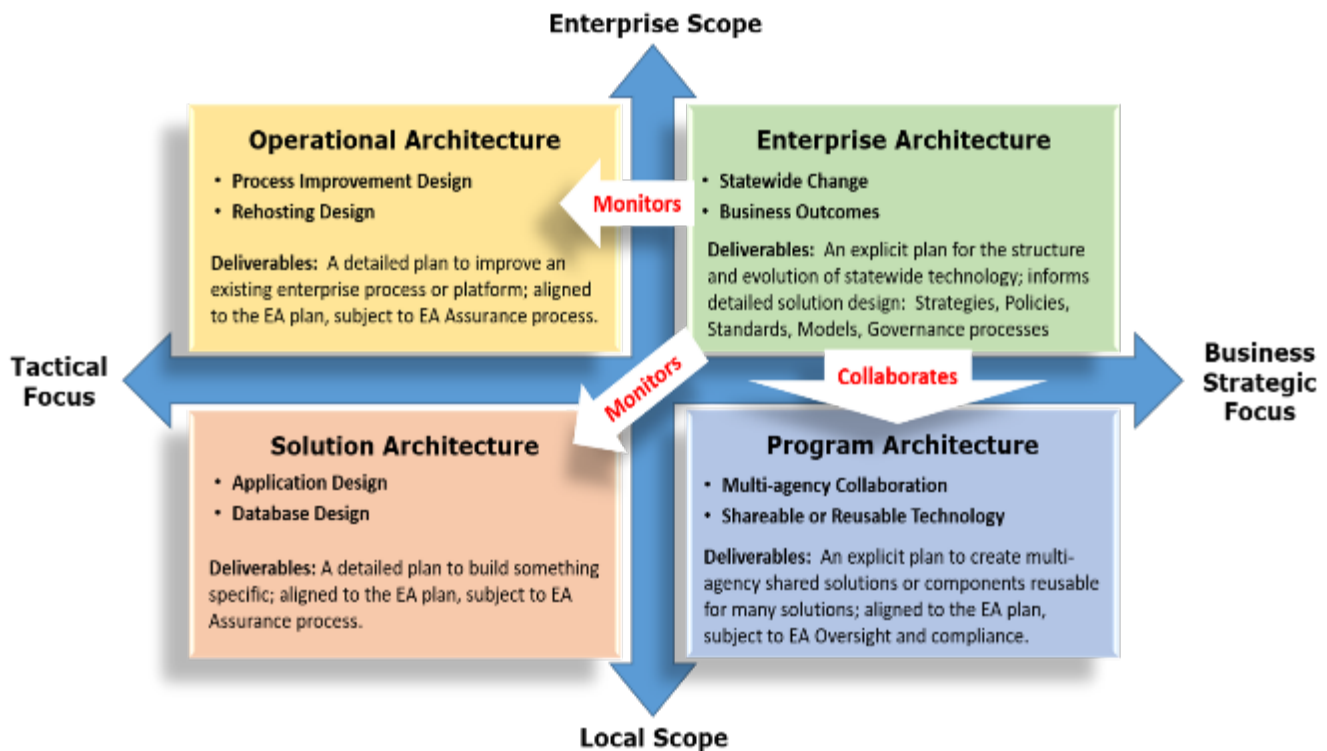 Enterprise Scope
Operational Architecture
• Process Improvement Design
• Rehosting Design
Deliverables: A detailed plan to improve an
existing enterprise process or platform; aligned
to the EA plan, subject to EA Assurance process.
Monitors
Enterprise Architecture
• Statewide Change
• Business Outcomes
Deliverables: An explicit plan for the structure
and evolution of statewide technology; informs
detailed solution design: Strategies, Policies,
Standards, Models, Governance processes
Tactical
Focus
Monitors
Collaborates
Business
Strategic
Focus
Solution Architecture
• Application Design
• Database Design
Deliverables: A detailed plan to build something
specific; aligned to the EA plan, subject to EA
Assurance process.
Program Architecture
• Multi-agency Collaboration
• Shareable or Reusable Technology
Deliverables: An explicit plan to create multi-
agency shared solutions or components reusable
for many solutions; aligned to the EA plan,
subject to EA Oversight and compliance.
Local Scope